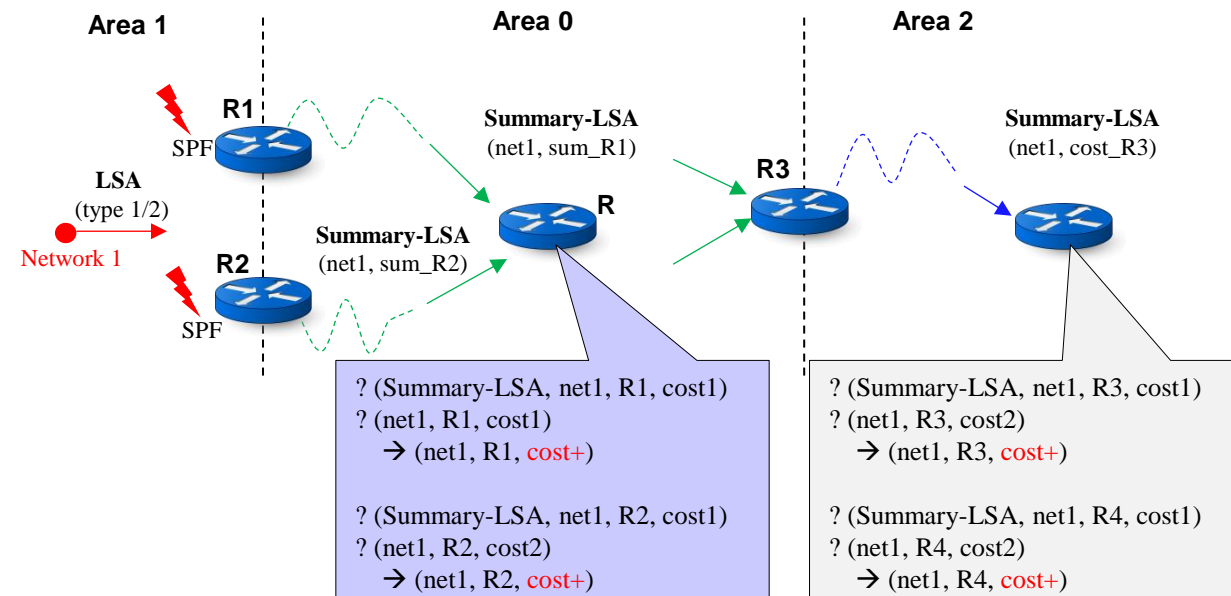 Area 1
Area 0
Area 2
R1
SPF
LSA
(type 1/2)
Network 1
R2
SPF
Summary-LSA
(net1, sum_R2)
Summary-LSA
(net1, sum_R1)
R
R3
Summary-LSA
(net1, cost_R3)
? (Summary-LSA, net1, R1, cost1)
? (net1, R1, cost1)
→ (net1, R1, cost+)
? (Summary-LSA, net1, R2, cost1)
? (net1, R2, cost2)
→ (net1, R2, cost+)
? (Summary-LSA, net1, R3, cost1)
? (net1, R3, cost2)
→ (net1, R3, cost+)
? (Summary-LSA, net1, R4, cost1)
? (net1, R4, cost2)
→ (net1, R4, cost+)